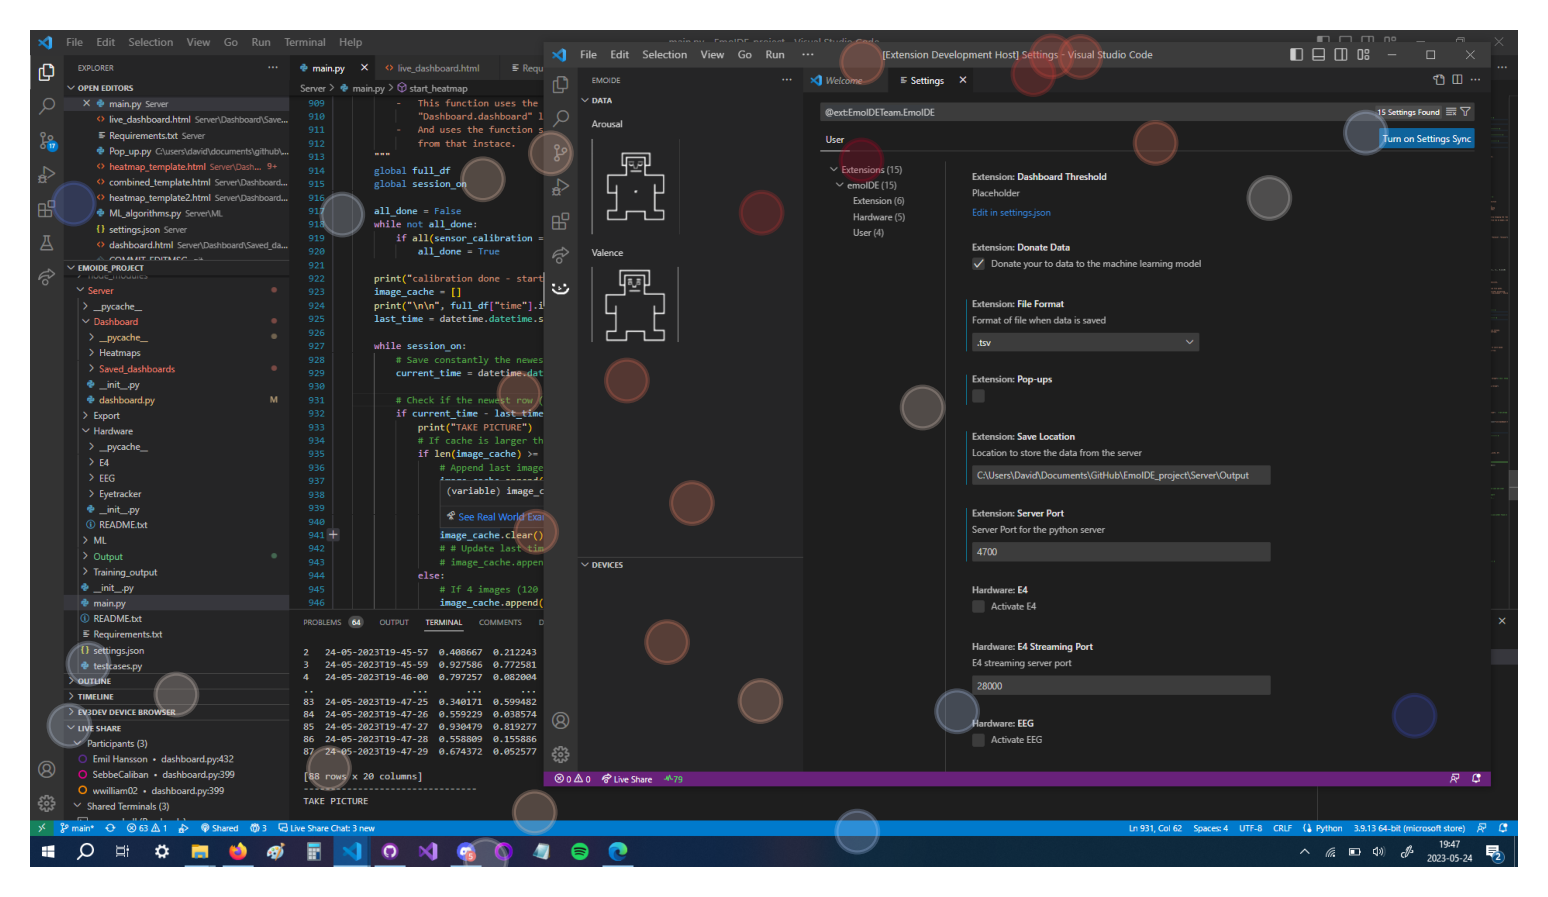 File Edit Selection View Go Run Terminal Help
EXPLORER
OPEN EDITORS
main.py Server
live_dashboard.html Server\Dashboard\Save...
Requirements.txt Server
Pop_up.py C:\users\david\documents\github\...
heatmap_template.html Server\Dash... 9+
combined_template.html Server\Dashboard...
heatmap_template2.html Server\Dashboard...
ML_algorithms.py Server\ML
settings.json Server
dashboard.html Server\Dashboard\Saved_da...
EMOIDE_PROJECT
Server
__pycache__
Dashboard
__pycache__
Heatmaps
Saved_dashboards
__init__.py
dashboard.py M
Export
Hardware
__pycache__
E4
EEG
Eyetracker
__init__.py
README.txt
ML
Output
Training_output
__init__.py
main.py
README.txt
Requirements.txt
settings.json
testcases.py
OUTLINE
TIMELINE
EV3DEV DEVICE BROWSER
LIVE SHARE
Participants (3)
Emil Hansson • dashboard.py:432
SebbeCaliban • dashboard.py:399
wwilliam02 • dashboard.py:399
Shared Terminals (3)
main.py
live_dashboard.html
Requ
Server > main.py > start_heatmap
909 - This function uses the
910 "Dashboard.dashboard" l
911 - And uses the function s
912 from that instace.
913 """
914 global full_df
915 global session_on
916
917 all_done = False
918 while not all_done:
919 if all(sensor_calibration =
920 all_done = True
921
922 print("calibration done - start
923 image_cache = []
924 print("\n\n", full_df["time"].i
925 last_time = datetime.datetime.s
926
927 while session_on:
928 # Save constantly the newes
929 current_time = datetime.dat
930
931 # Check if the newest row (
932 if current_time - last_time
933 print("TAKE PICTURE")
934 # If cache is larger th
935 if len(image_cache) >=
936 # Append last image
937
938 (variable) image_c
939
940 See Real World Exa
941 image_cache.clear()
942 # # Update last tim
943 # image_cache.appen
944 else:
945 # If 4 images (120
946 image_cache.append(
PROBLEMS 64 OUTPUT TERMINAL COMMENTS D
2 24-05-2023T19-45-57 0.408667 0.212243
3 24-05-2023T19-45-59 0.927586 0.772581
4 24-05-2023T19-46-00 0.797257 0.082004
.. ... ... ...
83 24-05-2023T19-47-25 0.340171 0.599482
84 24-05-2023T19-47-26 0.559229 0.038574
85 24-05-2023T19-47-27 0.930479 0.819277
86 24-05-2023T19-47-28 0.558809 0.155886
87 24-05-2023T19-47-29 0.674372 0.052577
[88 rows x 20 columns]
--------------------------------
TAKE PICTURE
File Edit Selection View Go Run ···
[Extension Development Host] Settings - Visual Studio Code
EMOIDE
DATA
Arousal
Valence
DEVICES
Welcome
Settings
@ext:EmoIDETeam.EmoIDE
15 Settings Found
User
Turn on Settings Sync
Extensions (15)
emoIDE (15)
Extension (6)
Hardware (5)
User (4)
Extension: Dashboard Threshold
Placeholder
Edit in settings.json
Extension: Donate Data
Donate your to data to the machine learning model
Extension: File Format
Format of file when data is saved
.tsv
Extension: Pop-ups
Extension: Save Location
Location to store the data from the server
C:\Users\David\Documents\GitHub\EmoIDE_project\Server\Output
Extension: Server Port
Server Port for the python server
4700
Hardware: E4
Activate E4
Hardware: E4 Streaming Port
E4 streaming server port
28000
Hardware: EEG
Activate EEG
0 0 Live Share 79
main* 63 1 Shared 3 Live Share Chat: 3 new
Ln 931, Col 62 Spaces: 4 UTF-8 CRLF Python 3.9.13 64-bit (microsoft store)
19:47
2023-05-24